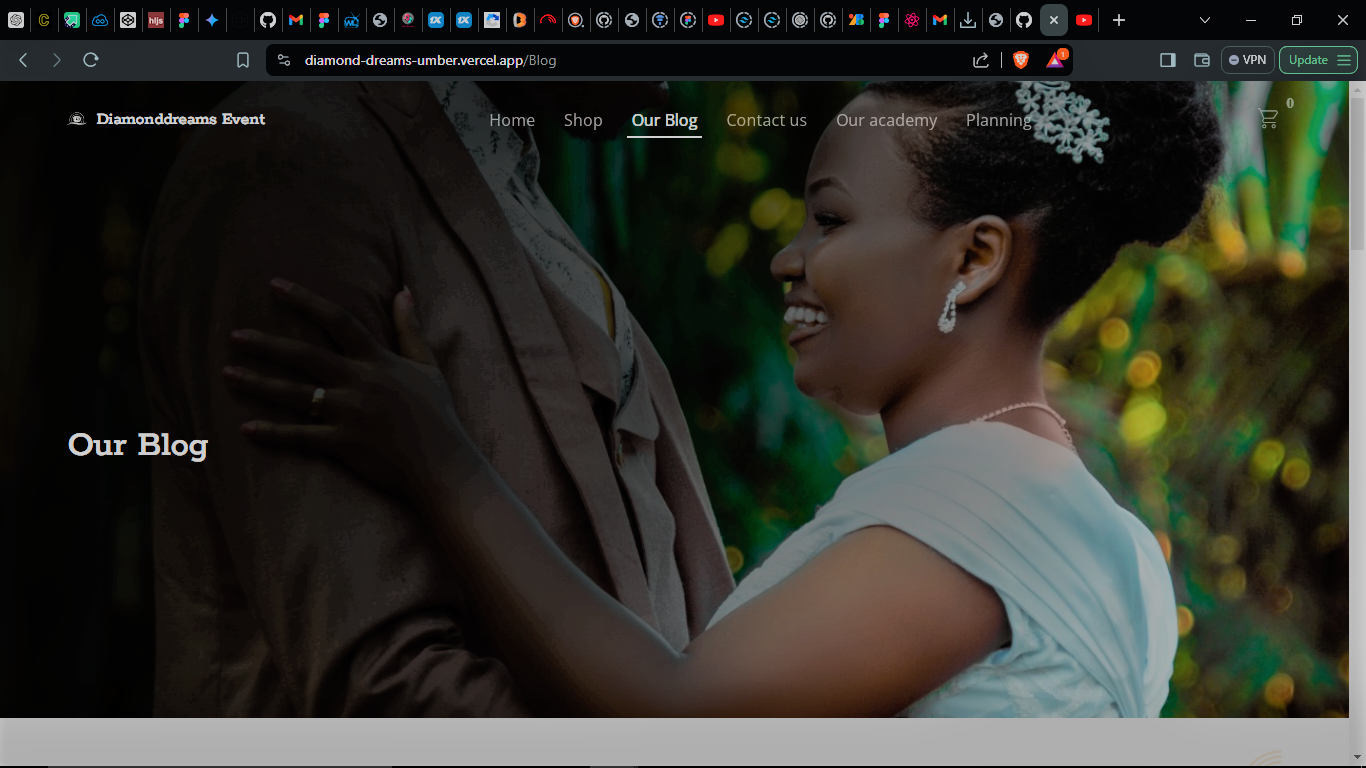 hljs
diamond-dreams-umber.vercel.app/Blog
1
VPN
Update
Diamonddreams Event
Home
Shop
Our Blog
Contact us
Our academy
Planning
0
Our Blog